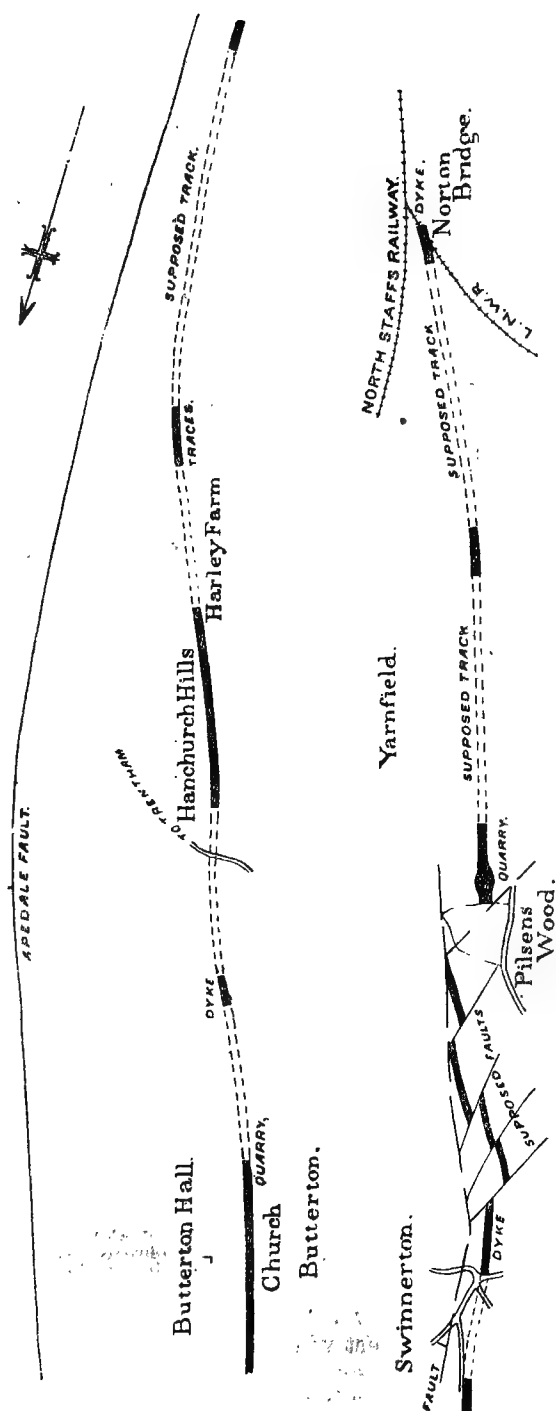 APEDALE FAULT.
SUPPOSED TRACK.
TRACES.
Harley Farm
Hanchurch Hills
TO TRENTHAM
DYKE
QUARRY,
Butterton Hall.
Church
Butterton.
NORTH STAFFS RAILWAY.
DYKE.
Norton
Bridge.
L.N.W.R
SUPPOSED TRACK
Yarnfield.
SUPPOSED TRACK
QUARRY.
Pilsens
Wood.
SUPPOSED FAULTS
DYKE
Swinnerton.
FAULT